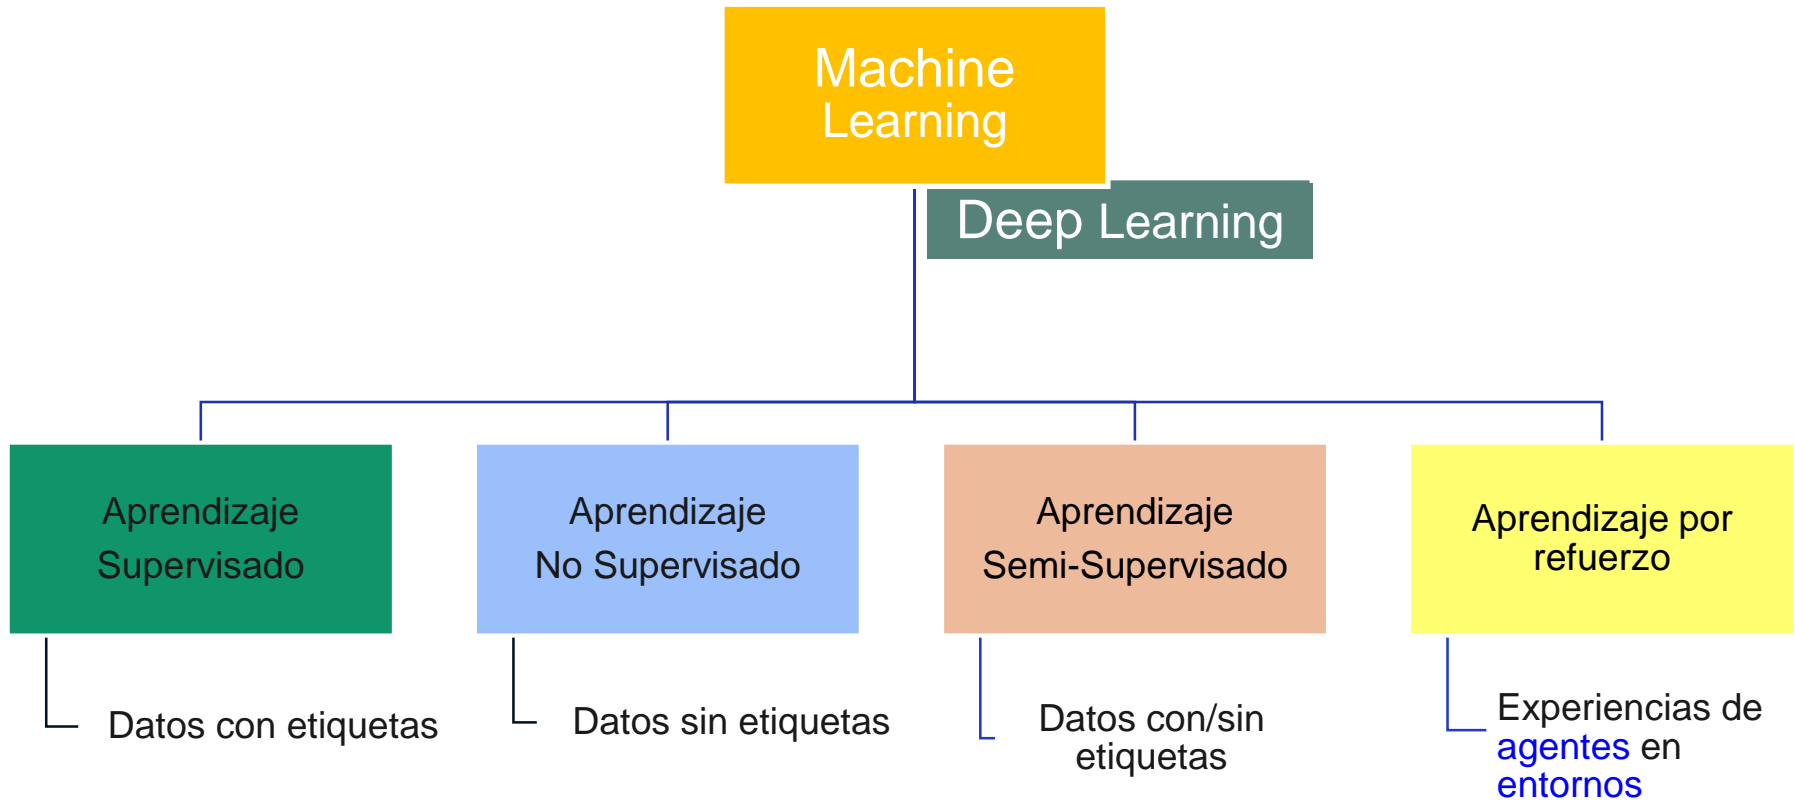 Machine
Learning
Deep Learning
Aprendizaje
Supervisado
Aprendizaje
No Supervisado
Aprendizaje
Semi-Supervisado
Aprendizaje por
refuerzo
Datos con etiquetas
Datos sin etiquetas
Datos con/sin
etiquetas
Experiencias de
agentes en
entornos